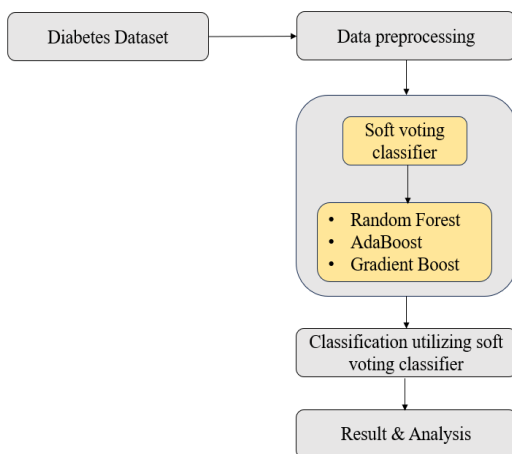 Diabetes Dataset
Data preprocessing
Soft voting
classifier
• Random Forest
• AdaBoost
• Gradient Boost
Classification utilizing soft
voting classifier
Result & Analysis